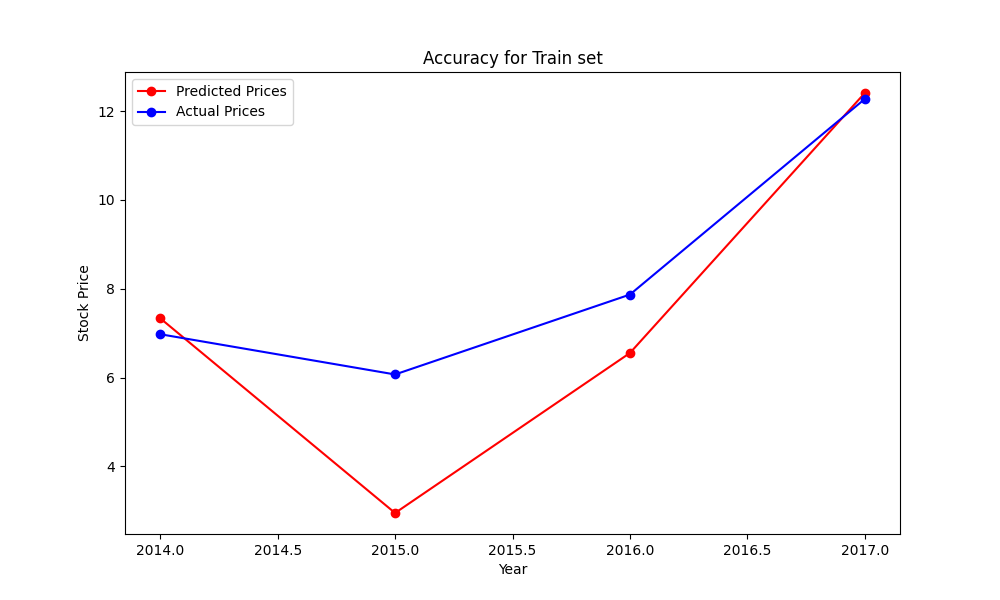 Accuracy for Train set
Predicted Prices
Actual Prices
Stock Price
12
10
8
6
4
2014.0 2014.5 2015.0 2015.5 2016.0 2016.5 2017.0
Year